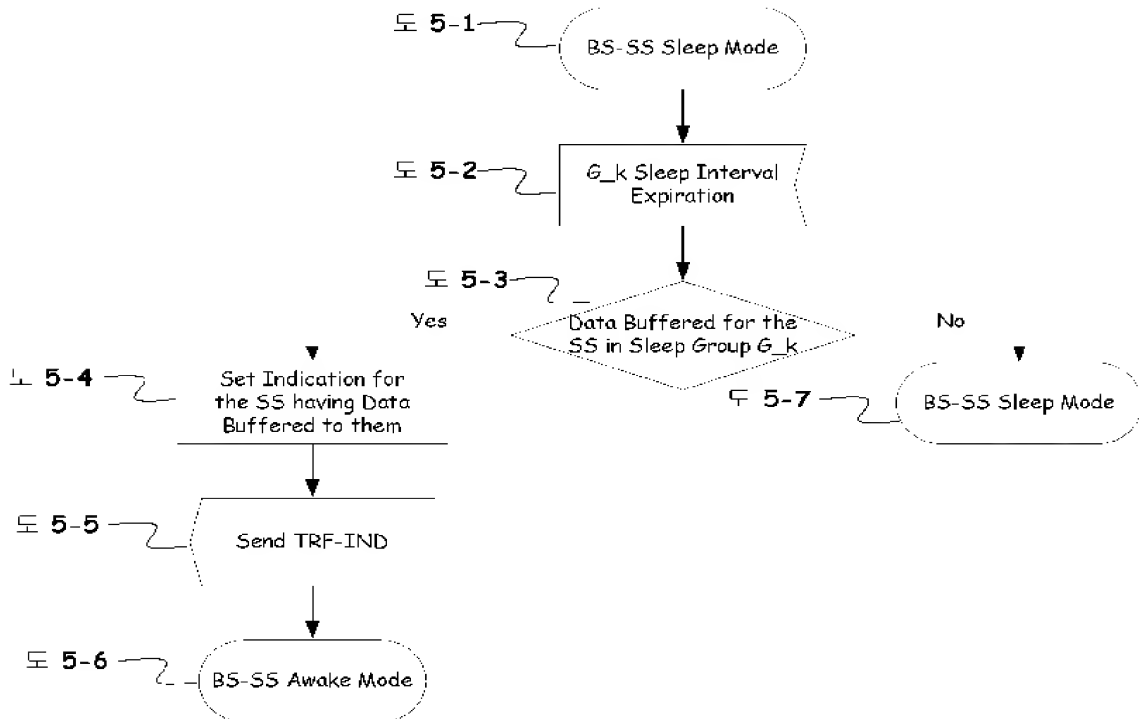 도 5-1
BS-SS Sleep Mode
도 5-2
G_k Sleep Interval
Expiration
도 5-3
Data Buffered for the
SS in Sleep Group G_k
Yes
No
도 5-4
Set Indication for
the SS having Data
Buffered to them
도 5-7
BS-SS Sleep Mode
도 5-5
Send TRF-IND
도 5-6
BS-SS Awake Mode